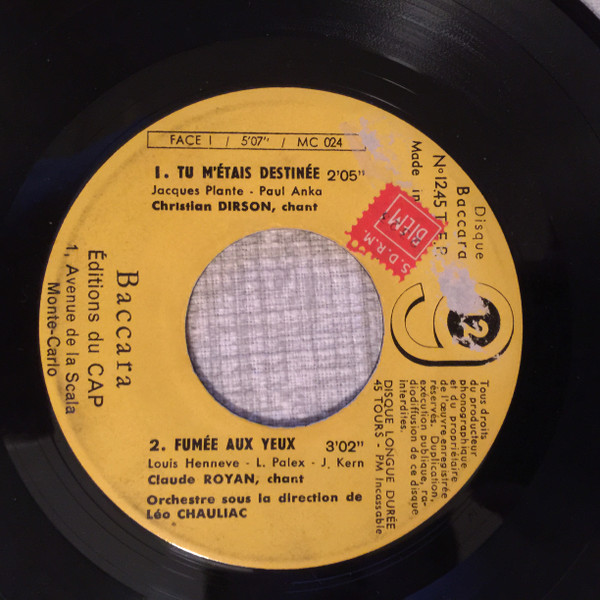 FACE 1 / 5'07" / MC 024
1. TU M'ÉTAIS DESTINÉE 2'05"
Jacques Plante - Paul Anka
Christian DIRSON, chant
Disque
Baccara
N° 1245 T.E.P.
Made in
S.D.R.M.
BIEM
2
Tous droits
du producteur
phonographique
et du propriétaire
de l'œuvre enregistrée
réservés. Duplication,
exécution publique, ra-
diodiffusion de ce disque
interdites.
DISQUE LONGUE DURÉE
45 TOURS - PM Incassable
Baccara
Éditions du CAP
1, Avenue de la Scala
Monte-Carlo
2. FUMÉE AUX YEUX 3'02"
Louis Henneve - L. Palex - J. Kern
Claude ROYAN, chant
Orchestre sous la direction de
Léo CHAULIAC